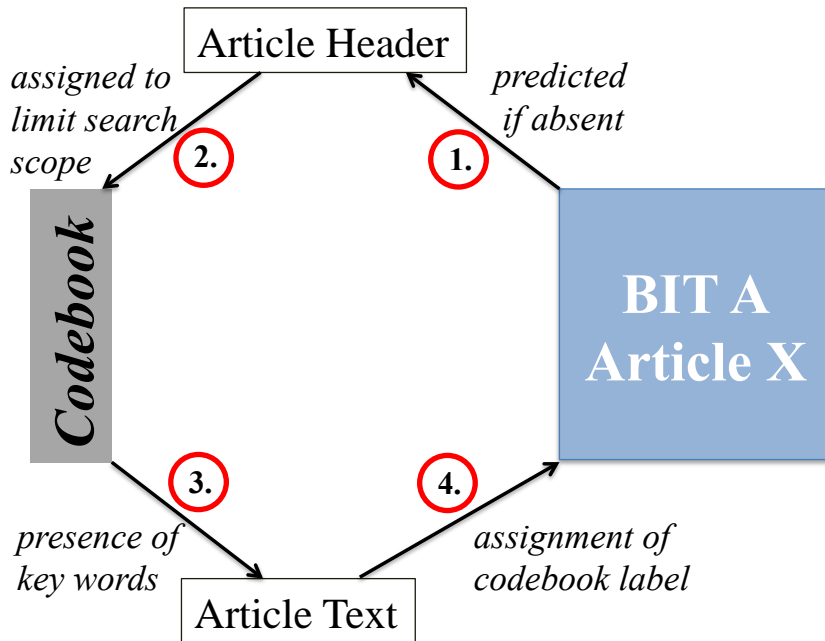 Article Header
assigned to
limit search
scope
predicted
if absent
2.
1.
Codebook
BIT A
Article X
3.
4.
presence of
key words
assignment of
codebook label
Article Text